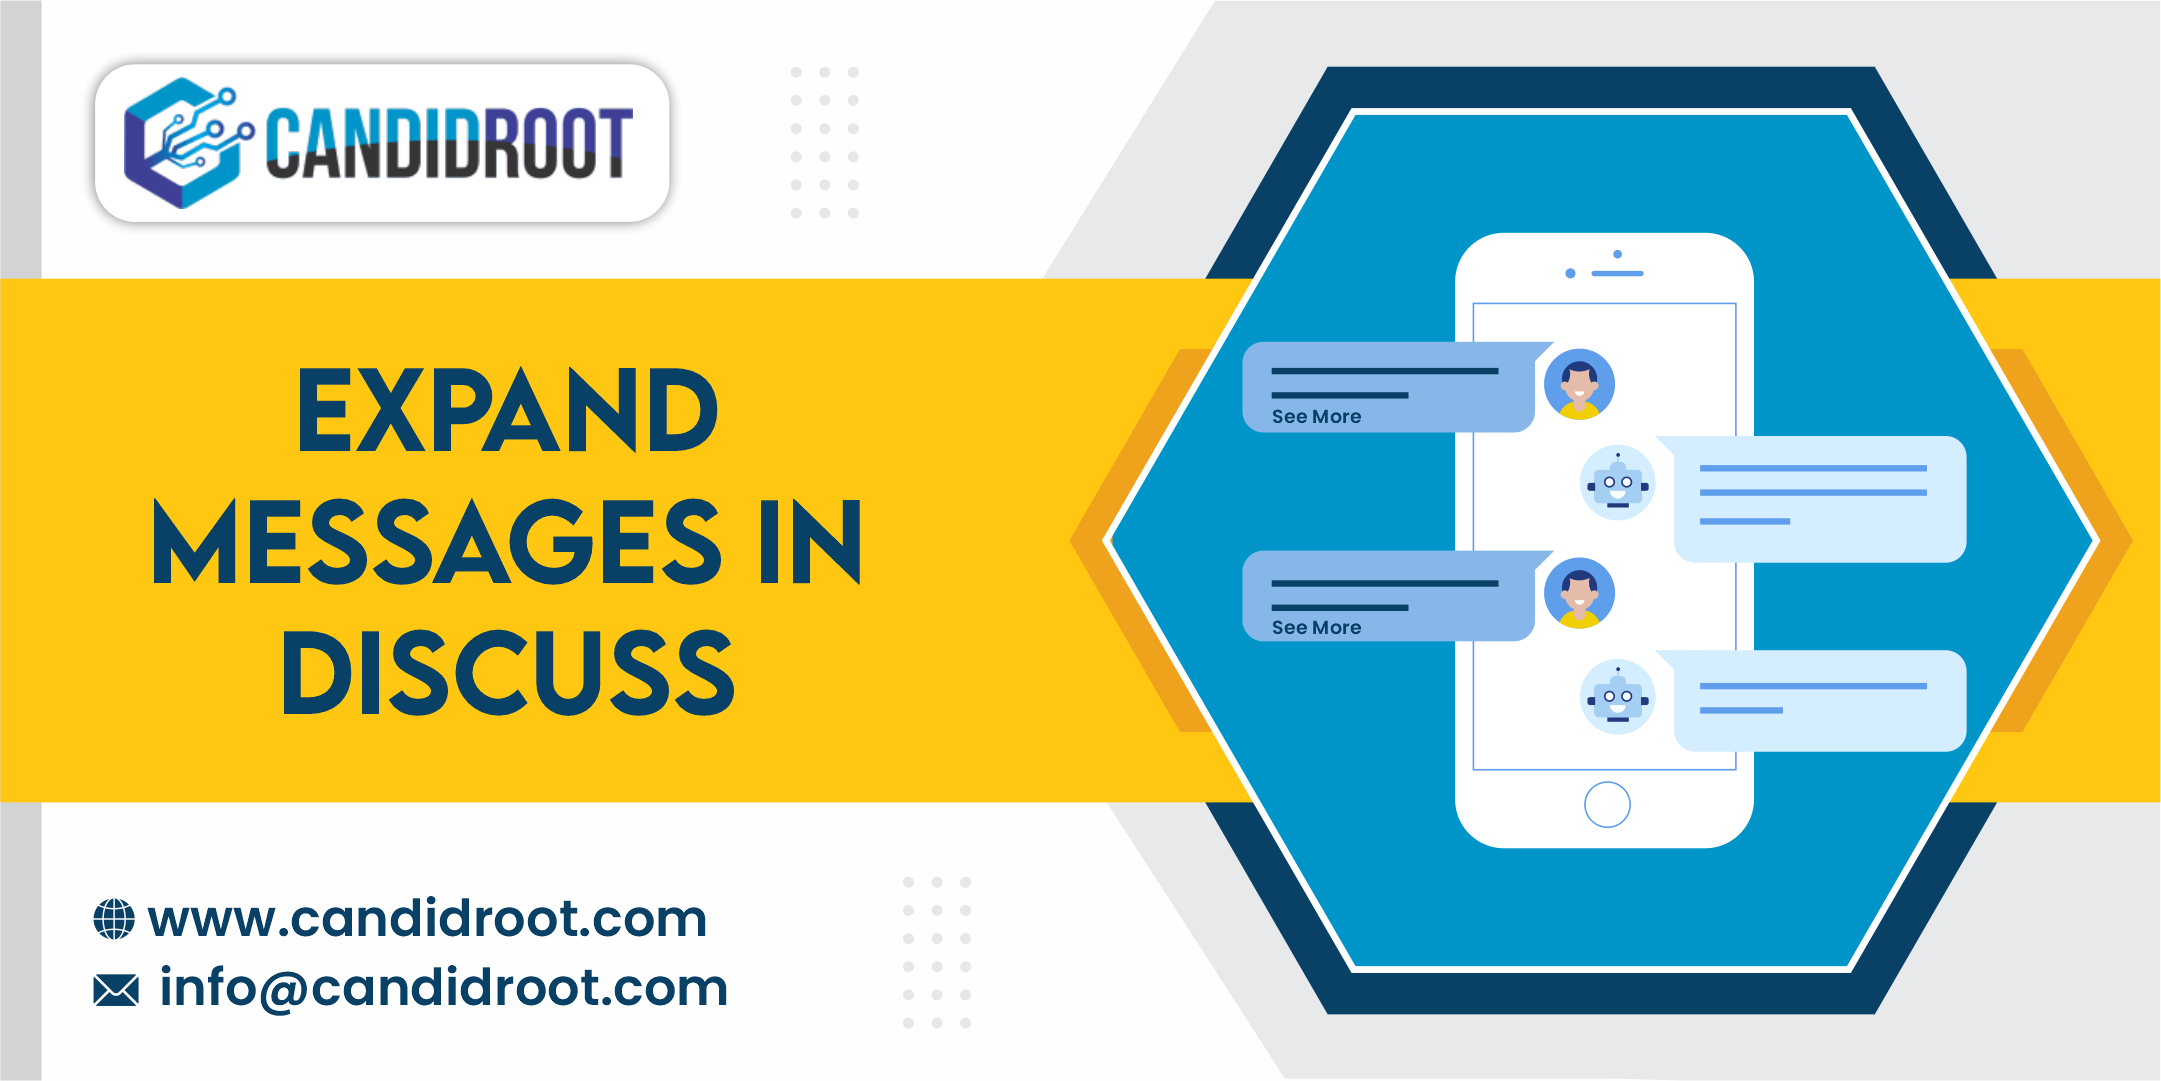 CANDIDROOT
EXPAND
MESSAGES IN
DISCUSS
www.candidroot.com
info@candidroot.com
See More
See More